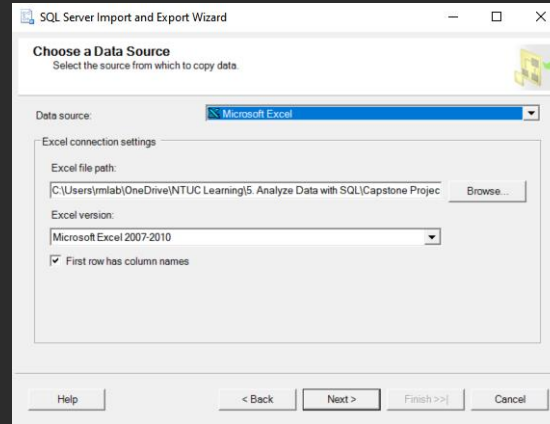 SQL Server Import and Export Wizard
Choose a Data Source
Select the source from which to copy data.
Data source: Microsoft Excel
Excel connection settings
Excel file path:
C:\Users\rmlab\OneDrive\NTUC Learning\5. Analyze Data with SQL\Capstone Projec Browse...
Excel version:
Microsoft Excel 2007-2010
First row has column names
Help < Back Next > Finish >>| Cancel